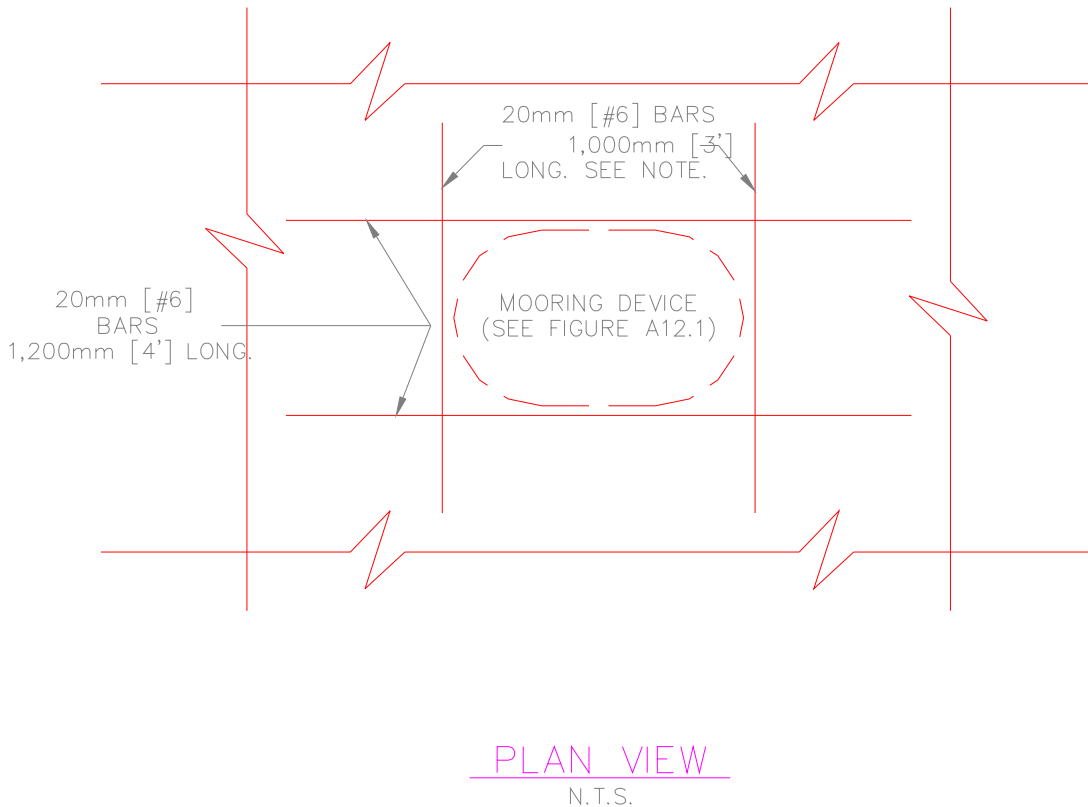 20mm [#6] BARS
1,000mm [3']
LONG. SEE NOTE.
20mm [#6]
BARS
1,200mm [4'] LONG.
MOORING DEVICE
(SEE FIGURE A12.1)
PLAN VIEW
N.T.S.